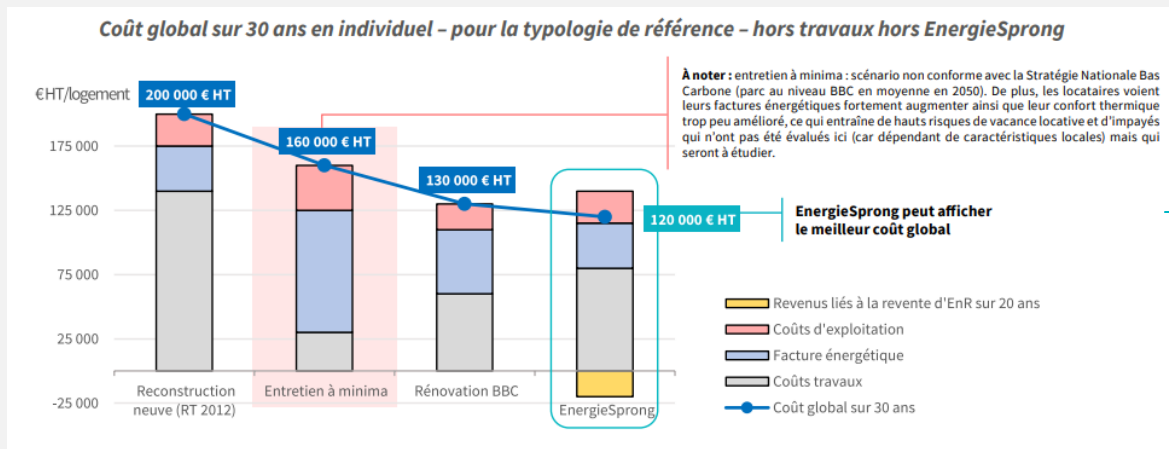 Coût global sur 30 ans en individuel – pour la typologie de référence – hors travaux hors EnergieSprong
À noter : entretien à minima : scénario non conforme avec la Stratégie Nationale Bas
Carbone (parc au niveau BBC en moyenne en 2050). De plus, les locataires voient
leurs factures énergétiques fortement augmenter ainsi que leur confort thermique
trop peu amélioré, ce qui entraîne de hauts risques de vacance locative et d'impayés
qui n'ont pas été évalués ici (car dépendant de caractéristiques locales) mais qui
seront à étudier.
€HT/logement
200 000 € HT
160 000 € HT
130 000 € HT
120 000 € HT
EnergieSprong peut afficher
le meilleur coût global
175 000
125 000
75 000
25 000
-25 000
Reconstruction
neuve (RT 2012)
Entretien à minima
Rénovation BBC
EnergieSprong
Revenus liés à la revente d'EnR sur 20 ans
Coûts d'exploitation
Facture énergétique
Coûts travaux
Coût global sur 30 ans